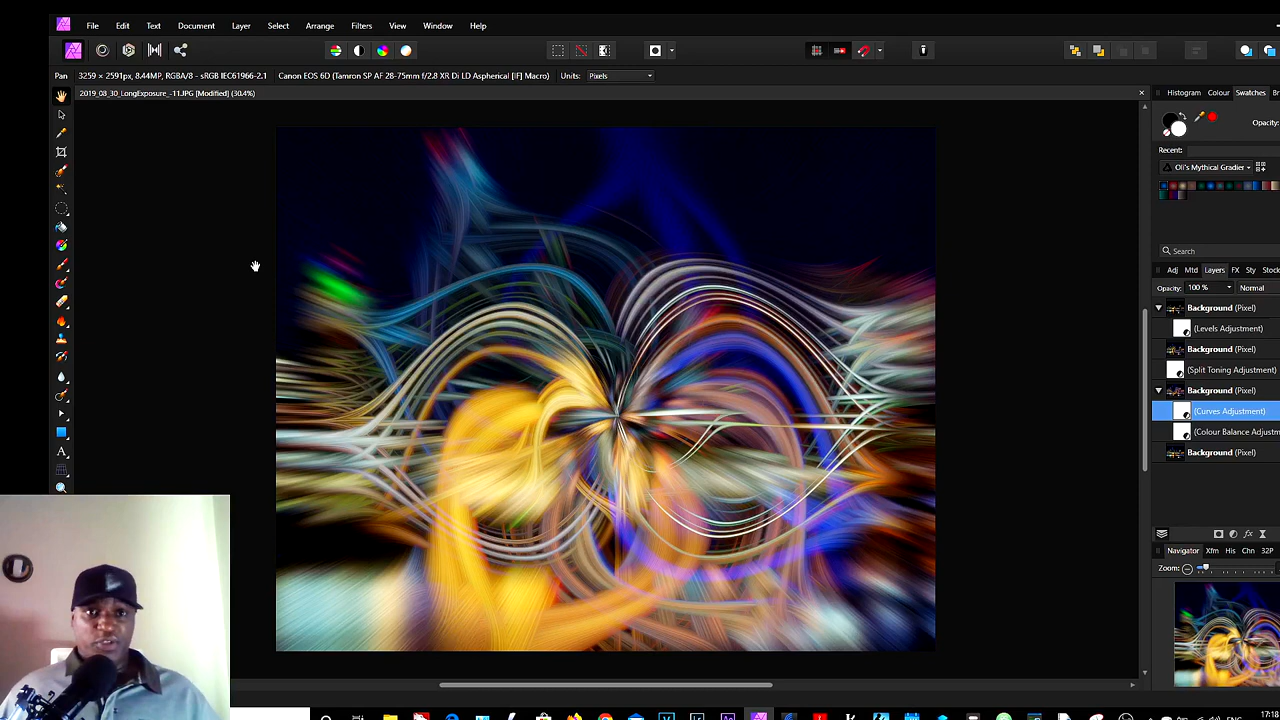 File Edit Text Document Layer Select Arrange Filters View Window Help
Pan 3259 × 2591px, 8.44MP, RGBA/8 - sRGB IEC61966-2.1 Canon EOS 6D (Tamron SP AF 28-75mm f/2.8 XR Di LD Aspherical [IF] Macro) Units: Pixels
2019_08_30_LongExposure_-11.JPG [Modified] (30.4%)
Histogram Colour Swatches Br
Opacity:
Recent:
Oli's Mythical Gradier
Search
Adj Mtd Layers FX Sty Stock
Opacity: 100 % Normal
Background (Pixel)
(Levels Adjustment)
Background (Pixel)
(Split Toning Adjustment)
Background (Pixel)
(Curves Adjustment)
(Colour Balance Adjustm
Background (Pixel)
Navigator Xfm His Chn 32P
Zoom:
17:18